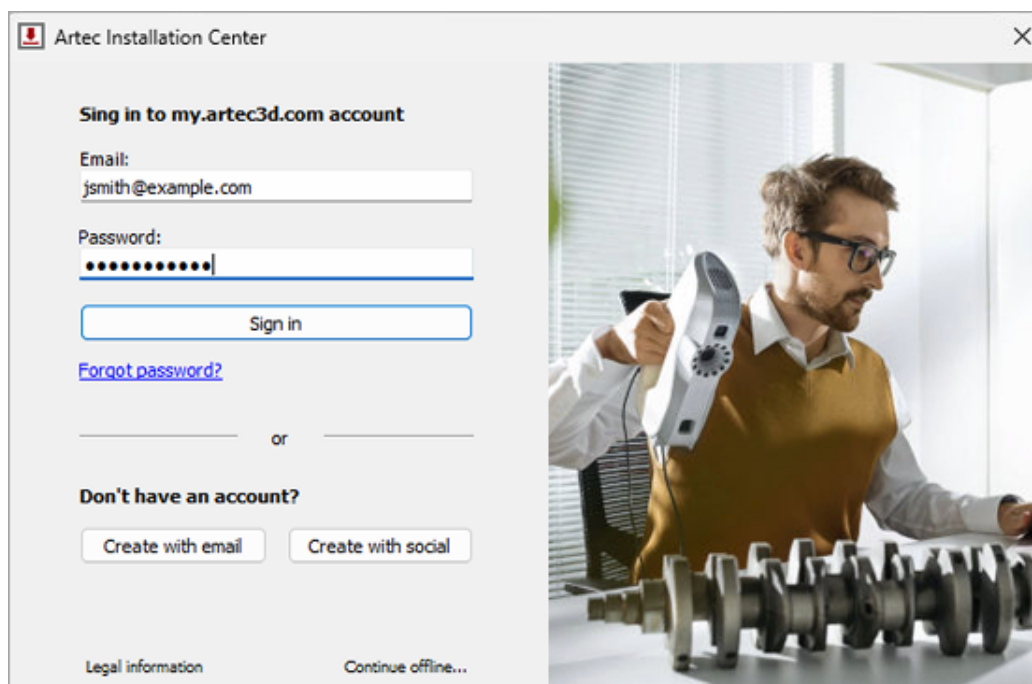 Artec Installation Center
Sing in to my.artec3d.com account
Email:
jsmith@example.com
Password:
●●●●●●●●●●●
Sign in
Forgot password?
or
Don't have an account?
Create with email
Create with social
Legal information
Continue offline...